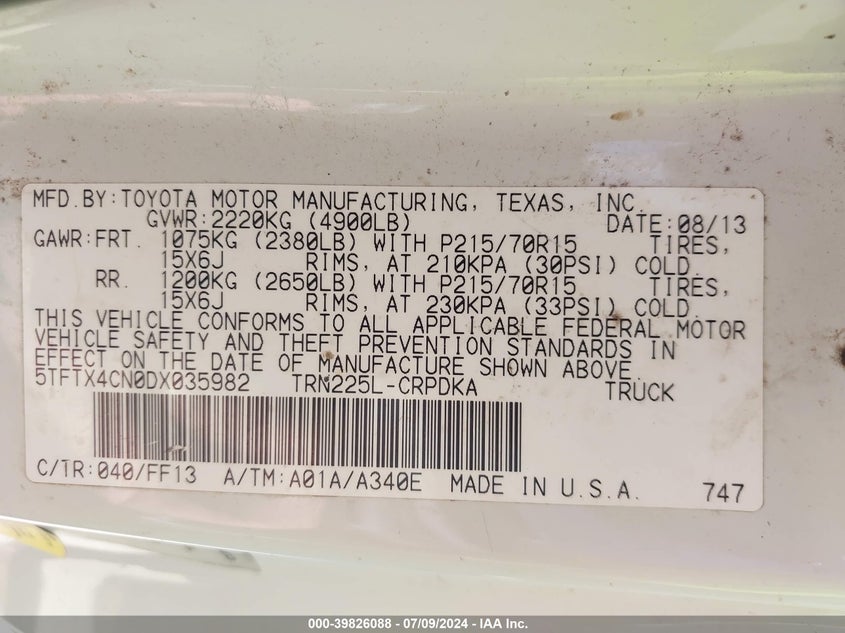 MFD.BY:TOYOTA MOTOR MANUFACTURING, TEXAS, INC.
GVWR:2220KG (4900LB) DATE:08/13
GAWR:FRT. 1075KG (2380LB) WITH P215/70R15 TIRES,
15X6J RIMS, AT 210KPA (30PSI) COLD.
RR. 1200KG (2650LB) WITH P215/70R15 TIRES,
15X6J RIMS, AT 230KPA (33PSI) COLD.
THIS VEHICLE CONFORMS TO ALL APPLICABLE FEDERAL MOTOR
VEHICLE SAFETY AND THEFT PREVENTION STANDARDS IN
EFFECT ON THE DATE OF MANUFACTURE SHOWN ABOVE.
5TFTX4CN0DX035982 TRN225L-CRPDKA TRUCK
C/TR:040/FF13 A/TM:A01A/A340E MADE IN U.S.A. 747
000-39826088 - 07/09/2024 - IAA Inc.